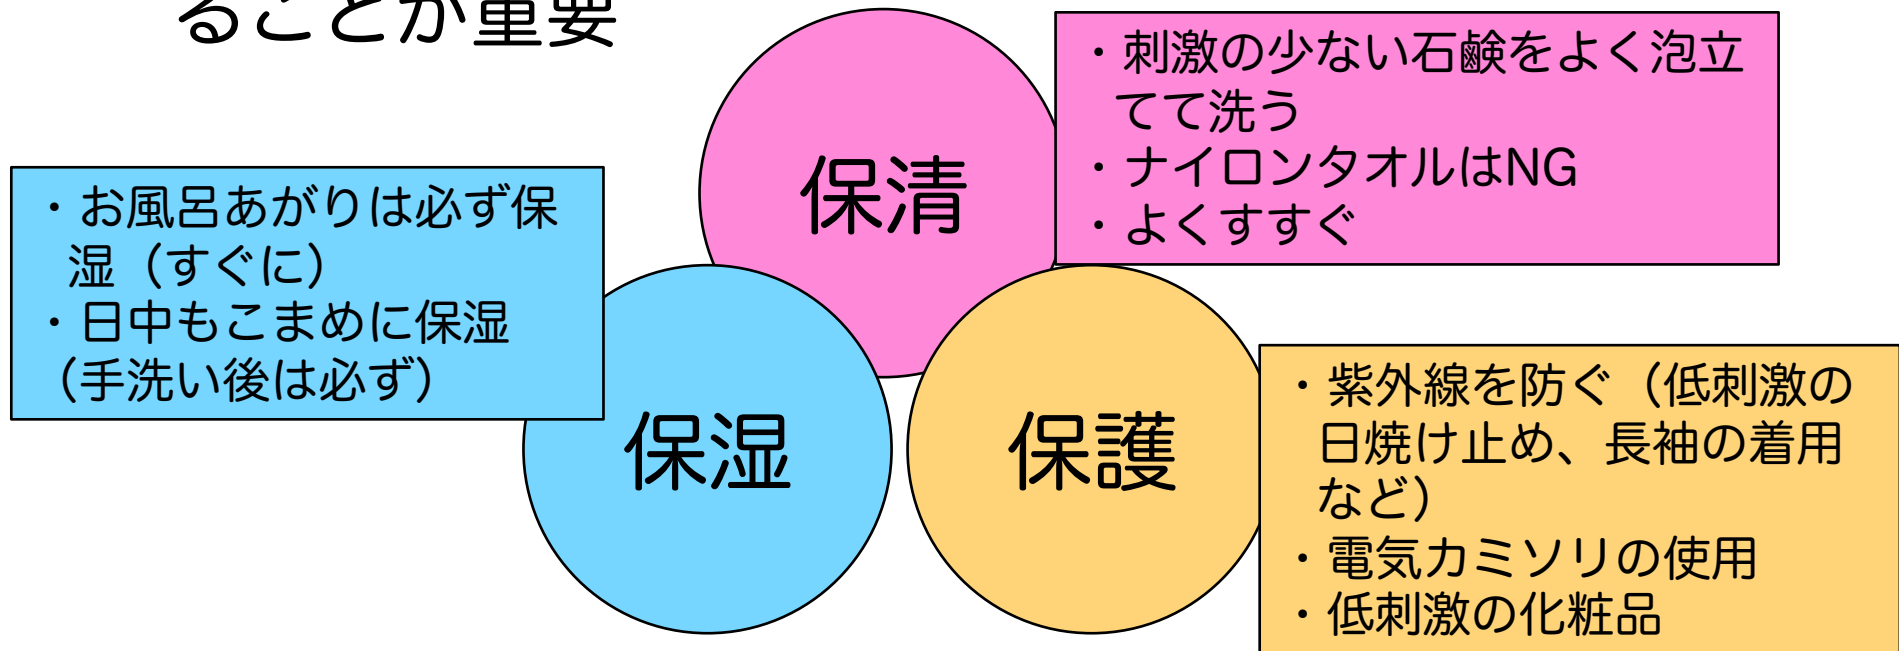 ることが重要
・刺激の少ない石鹸をよく泡立
てて洗う
・ナイロンタオルはNG
・よくすすぐ
保清
・お風呂あがりは必ず保
湿（すぐに）
・日中もこまめに保湿
（手洗い後は必ず）
保湿
保護
・紫外線を防ぐ（低刺激の
日焼け止め、長袖の着用
など）
・電気カミソリの使用
・低刺激の化粧品